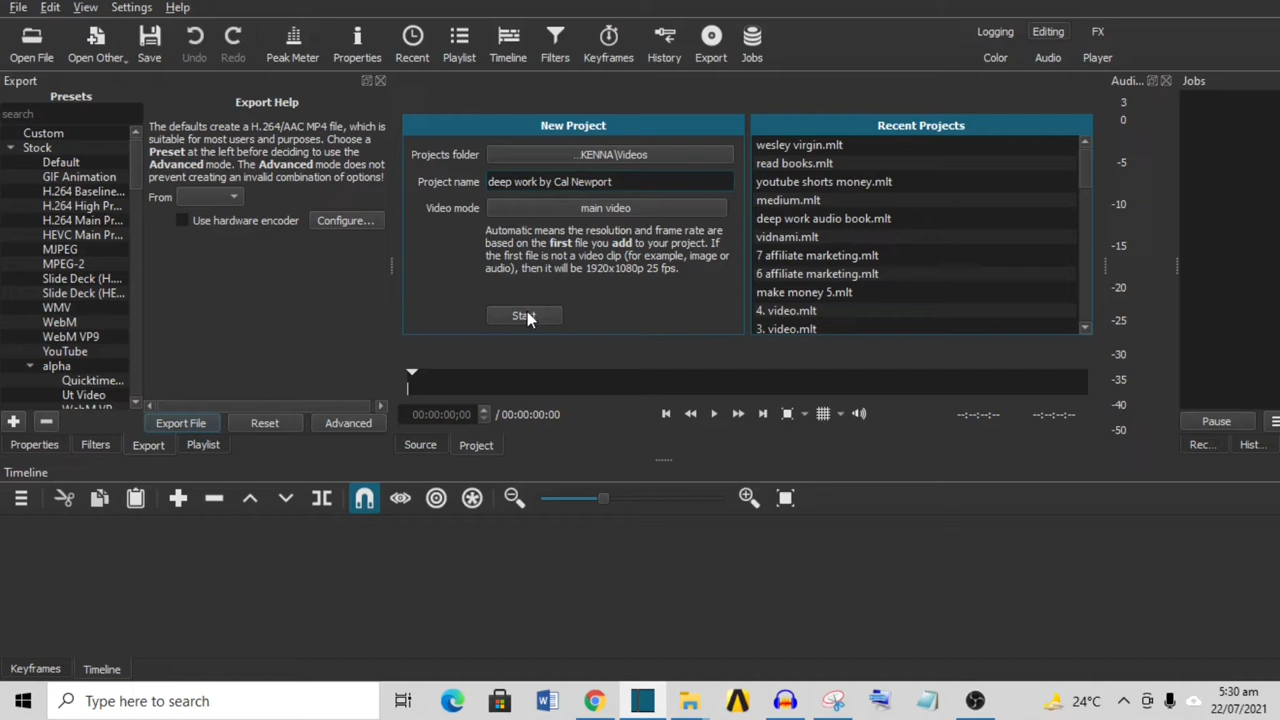 File Edit View Settings Help
Open File Open Other Save Undo Redo Peak Meter Properties Recent Playlist Timeline Filters Keyframes History Export Jobs
Logging Editing FX
Color Audio Player
Export
Presets
search
Custom
Stock
Default
GIF Animation
H.264 Baseline...
H.264 High Pr...
H.264 Main Pr...
HEVC Main Pr...
MJPEG
MPEG-2
Slide Deck (H....
Slide Deck (HE...
WMV
WebM
WebM VP9
YouTube
alpha
Quicktime...
Ut Video
Export Help
The defaults create a H.264/AAC MP4 file, which is
suitable for most users and purposes. Choose a
Preset at the left before deciding to use the
Advanced mode. The Advanced mode does not
prevent creating an invalid combination of options!
From
Use hardware encoder Configure...
Export File Reset Advanced
Properties Filters Export Playlist
New Project
Projects folder ...KENNA\Videos
Project name deep work by Cal Newport
Video mode main video
Automatic means the resolution and frame rate are
based on the first file you add to your project. If
the first file is not a video clip (for example, image or
audio), then it will be 1920x1080p 25 fps.
Start
Recent Projects
wesley virgin.mlt
read books.mlt
youtube shorts money.mlt
medium.mlt
deep work audio book.mlt
vidnami.mlt
7 affiliate marketing.mlt
6 affiliate marketing.mlt
make money 5.mlt
4. video.mlt
3. video.mlt
00:00:00;00 / 00:00:00:00 --:--:--:-- --:--:--:--
Source Project
Audi...
3
0
-5
-10
-15
-20
-25
-30
-35
-40
-50
Jobs
Pause
Rec... Hist...
Timeline
Keyframes Timeline
Type here to search
24°C
5:30 am
22/07/2021